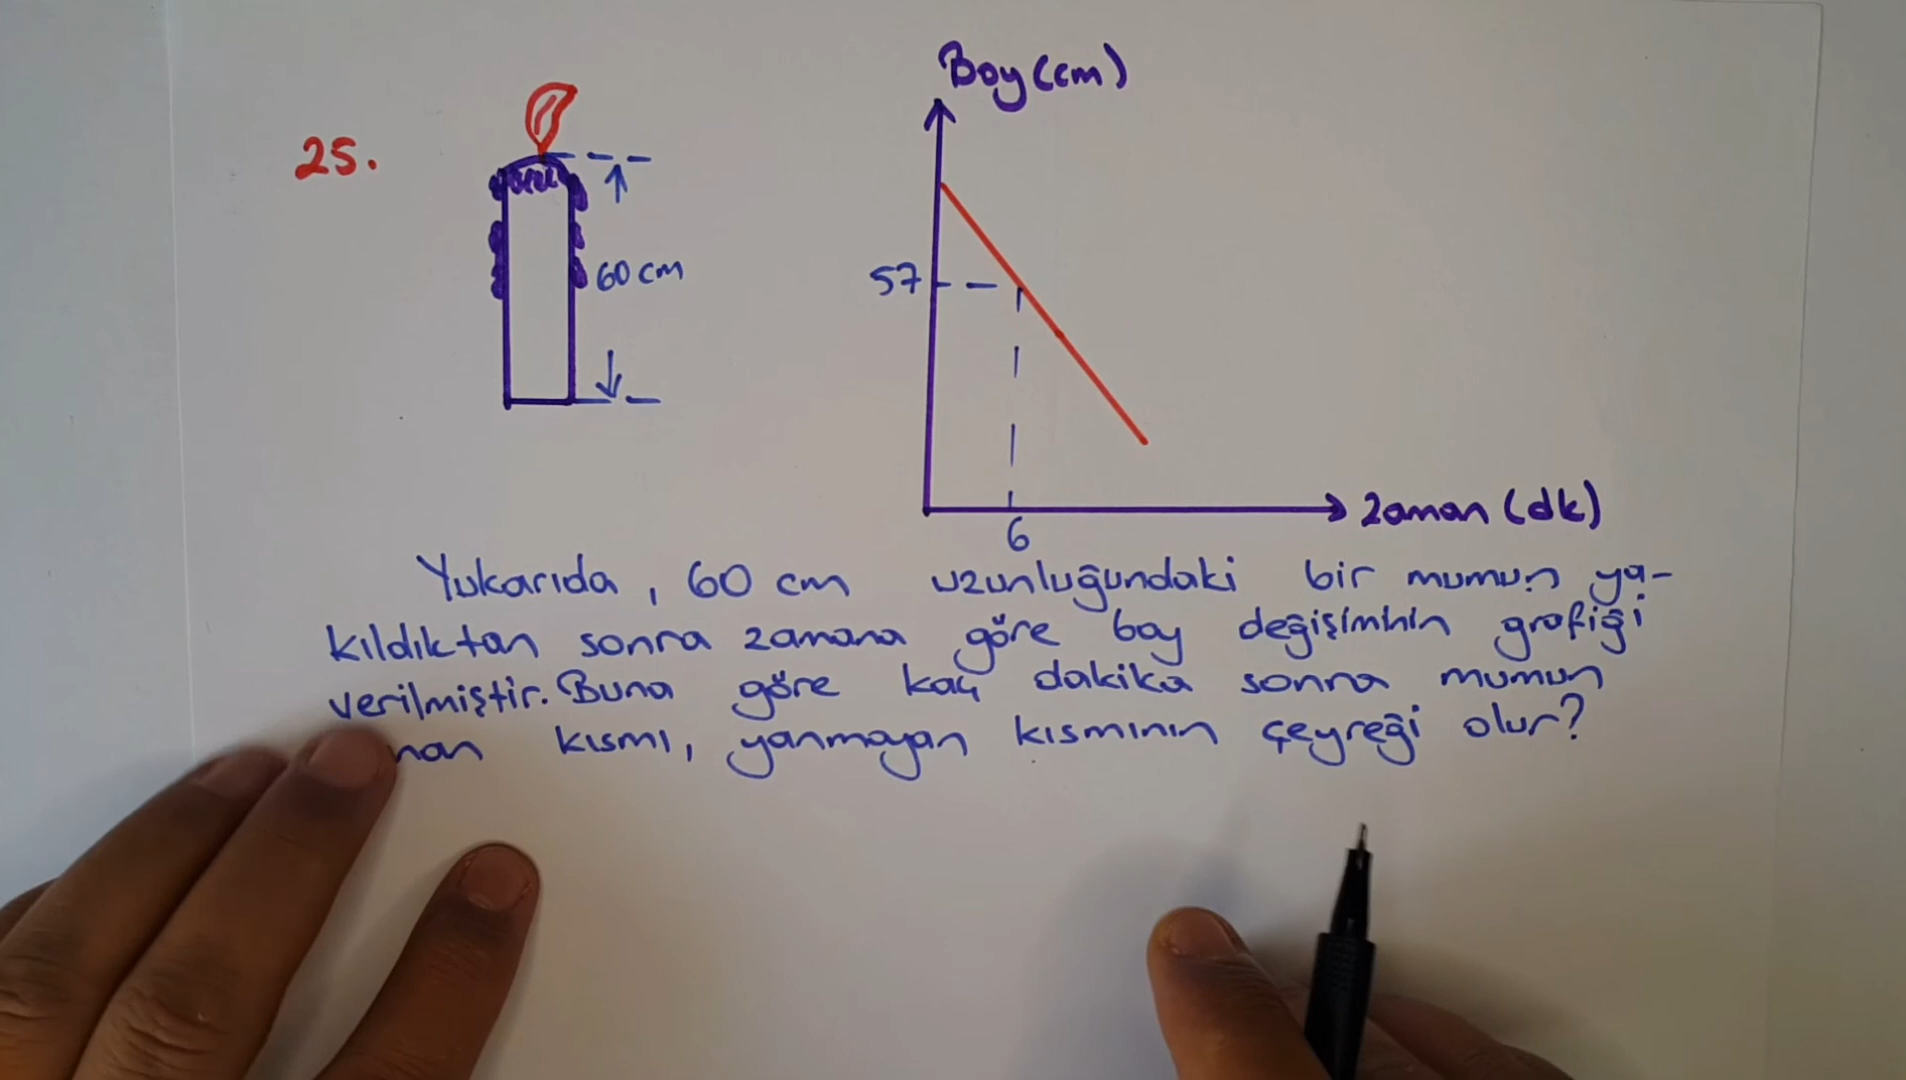 Boy (cm)
25.
60 cm
57
6
Zaman (dk)
Yukarıda, 60 cm uzunluğundaki bir mumun ya-
kıldıktan sonra zamana göre boy değişiminin grafiği
verilmiştir. Buna göre kaç dakika sonra mumun
kısmı, yanmayan kısmının çeyreği olur?